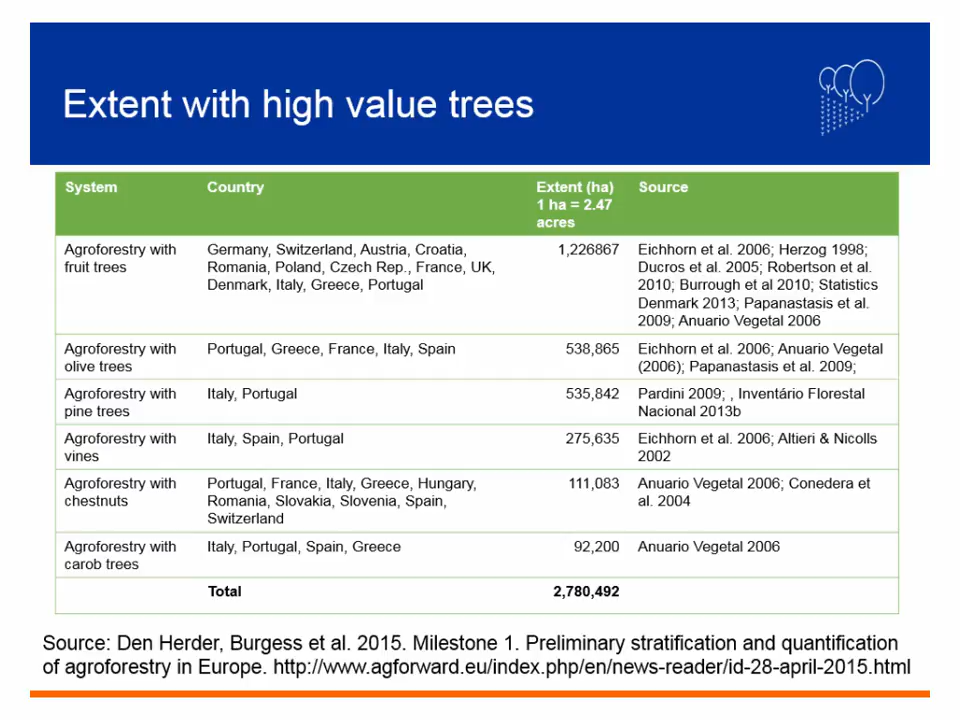 Extent with high value trees
System Country Extent (ha) Source
1 ha = 2.47
acres
Agroforestry with Germany, Switzerland, Austria, Croatia, 1,226867 Eichhorn et al. 2006; Herzog 1998;
fruit trees Romania, Poland, Czech Rep., France, UK, Ducros et al. 2005; Robertson et al.
Denmark, Italy, Greece, Portugal 2010; Burrough et al 2010; Statistics
Denmark 2013; Papanastasis et al.
2009; Anuario Vegetal 2006
Agroforestry with Portugal, Greece, France, Italy, Spain 538,865 Eichhorn et al. 2006; Anuario Vegetal
olive trees (2006); Papanastasis et al. 2009;
Agroforestry with Italy, Portugal 535,842 Pardini 2009; , Inventário Florestal
pine trees Nacional 2013b
Agroforestry with Italy, Spain, Portugal 275,635 Eichhorn et al. 2006; Altieri & Nicolls
vines 2002
Agroforestry with Portugal, France, Italy, Greece, Hungary, 111,083 Anuario Vegetal 2006; Conedera et
chestnuts Romania, Slovakia, Slovenia, Spain, al. 2004
Switzerland
Agroforestry with Italy, Portugal, Spain, Greece 92,200 Anuario Vegetal 2006
carob trees
Total 2,780,492
Source: Den Herder, Burgess et al. 2015. Milestone 1. Preliminary stratification and quantification
of agroforestry in Europe. http://www.agforward.eu/index.php/en/news-reader/id-28-april-2015.html